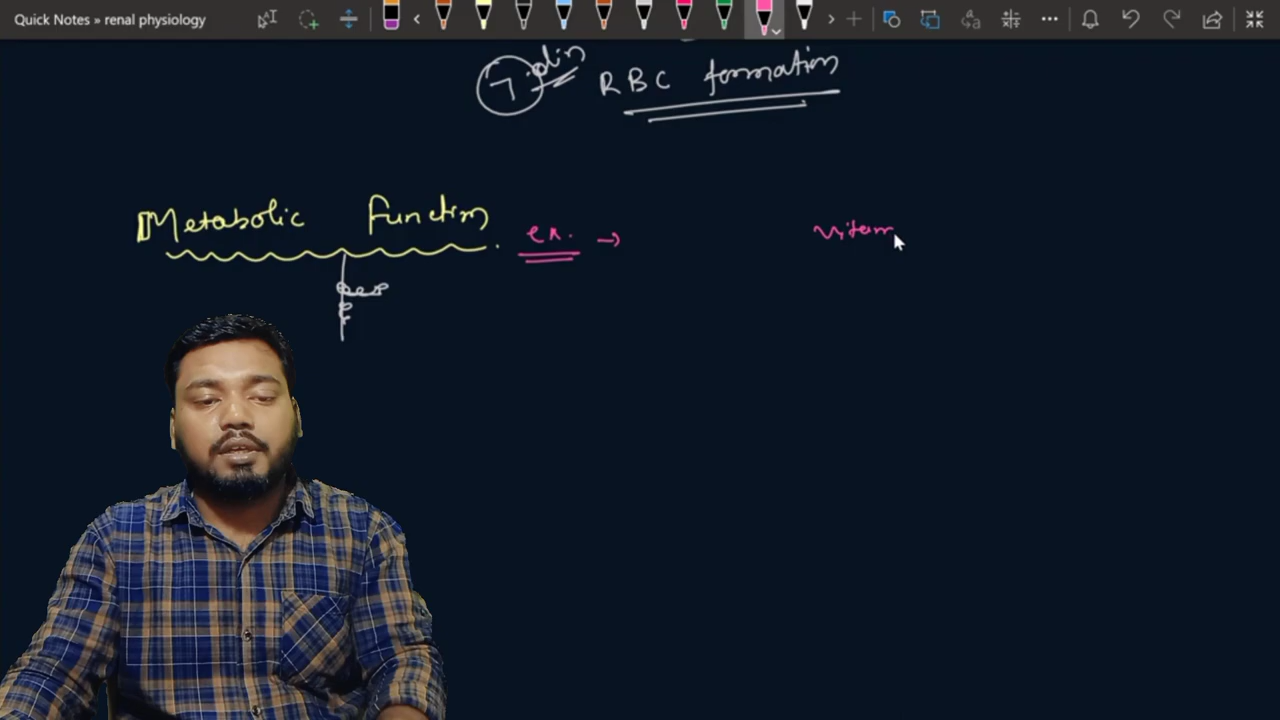 Quick Notes » renal physiology
RBC formation
Metabolic Function
ex. →
vitam